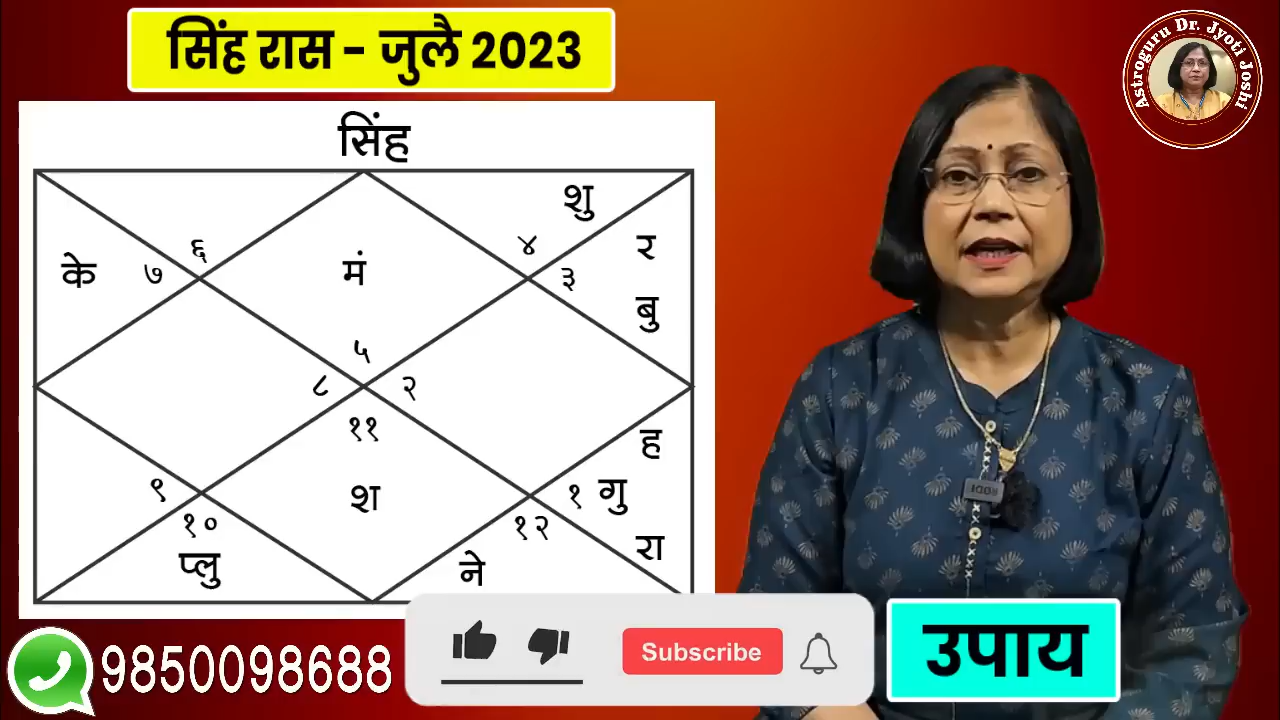 सिंह रास - जुलै 2023
Astroguru Dr. Jyoti Joshi
सिंह
शु
के
७
६
मं
४
३
र
बु
५
८
२
११
ह
९
१०
श
१
गु
१२
रा
प्लु
ने
9850098688
Subscribe
उपाय